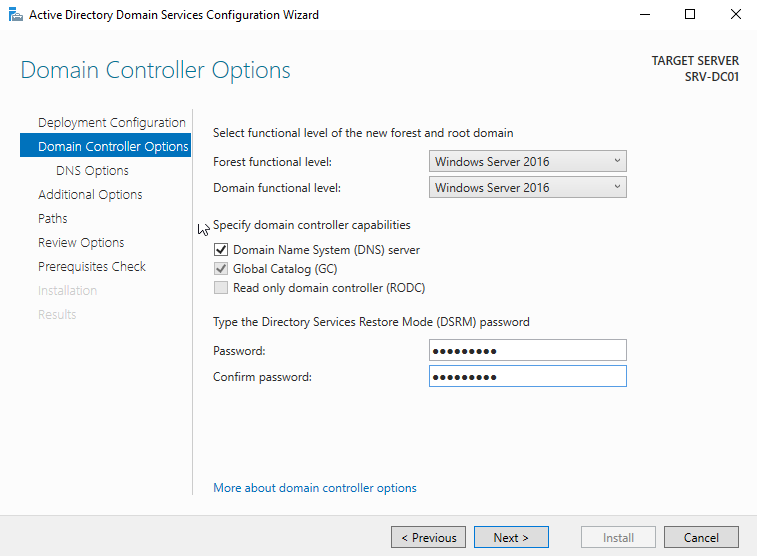 Active Directory Domain Services Configuration Wizard
Domain Controller Options
TARGET SERVER
SRV-DC01
Deployment Configuration
Domain Controller Options
DNS Options
Additional Options
Paths
Review Options
Prerequisites Check
Installation
Results
Select functional level of the new forest and root domain
Forest functional level: Windows Server 2016
Domain functional level: Windows Server 2016
Specify domain controller capabilities
Domain Name System (DNS) server
Global Catalog (GC)
Read only domain controller (RODC)
Type the Directory Services Restore Mode (DSRM) password
Password: ●●●●●●●●●
Confirm password: ●●●●●●●●●
More about domain controller options
< Previous Next > Install Cancel